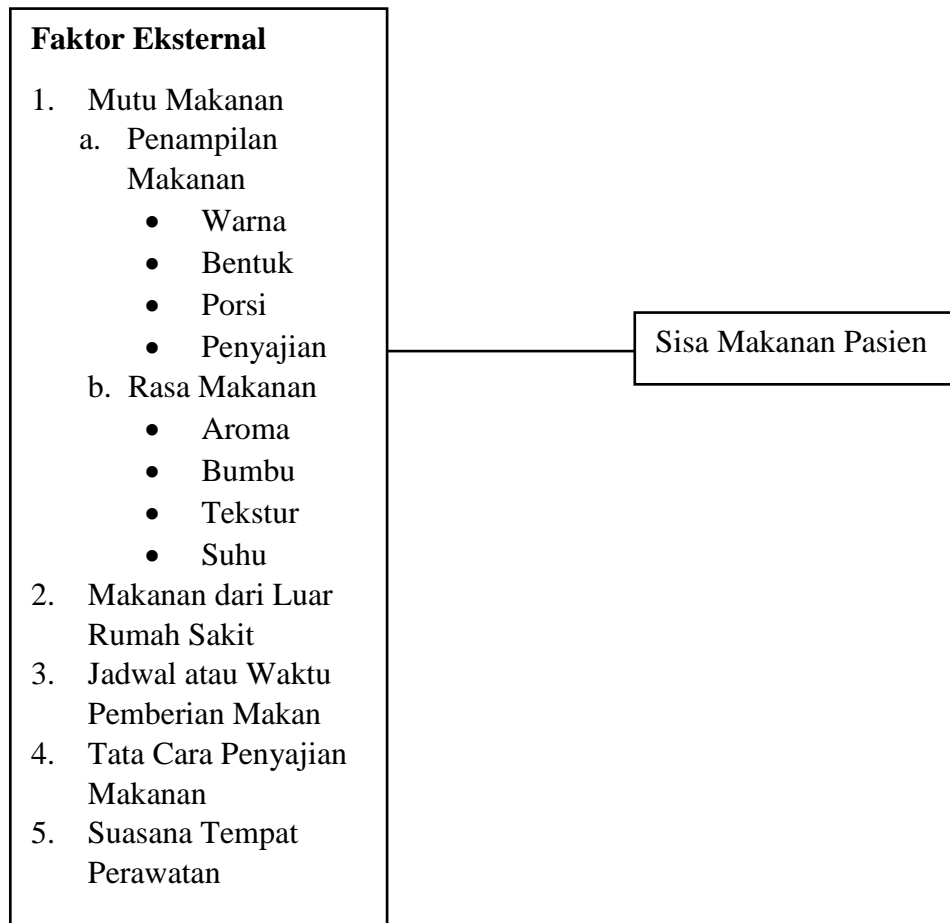 Faktor Eksternal
1. Mutu Makanan
a. Penampilan
Makanan
• Warna
• Bentuk
• Porsi
• Penyajian
b. Rasa Makanan
• Aroma
• Bumbu
• Tekstur
• Suhu
2. Makanan dari Luar
Rumah Sakit
3. Jadwal atau Waktu
Pemberian Makan
4. Tata Cara Penyajian
Makanan
5. Suasana Tempat
Perawatan
Sisa Makanan Pasien